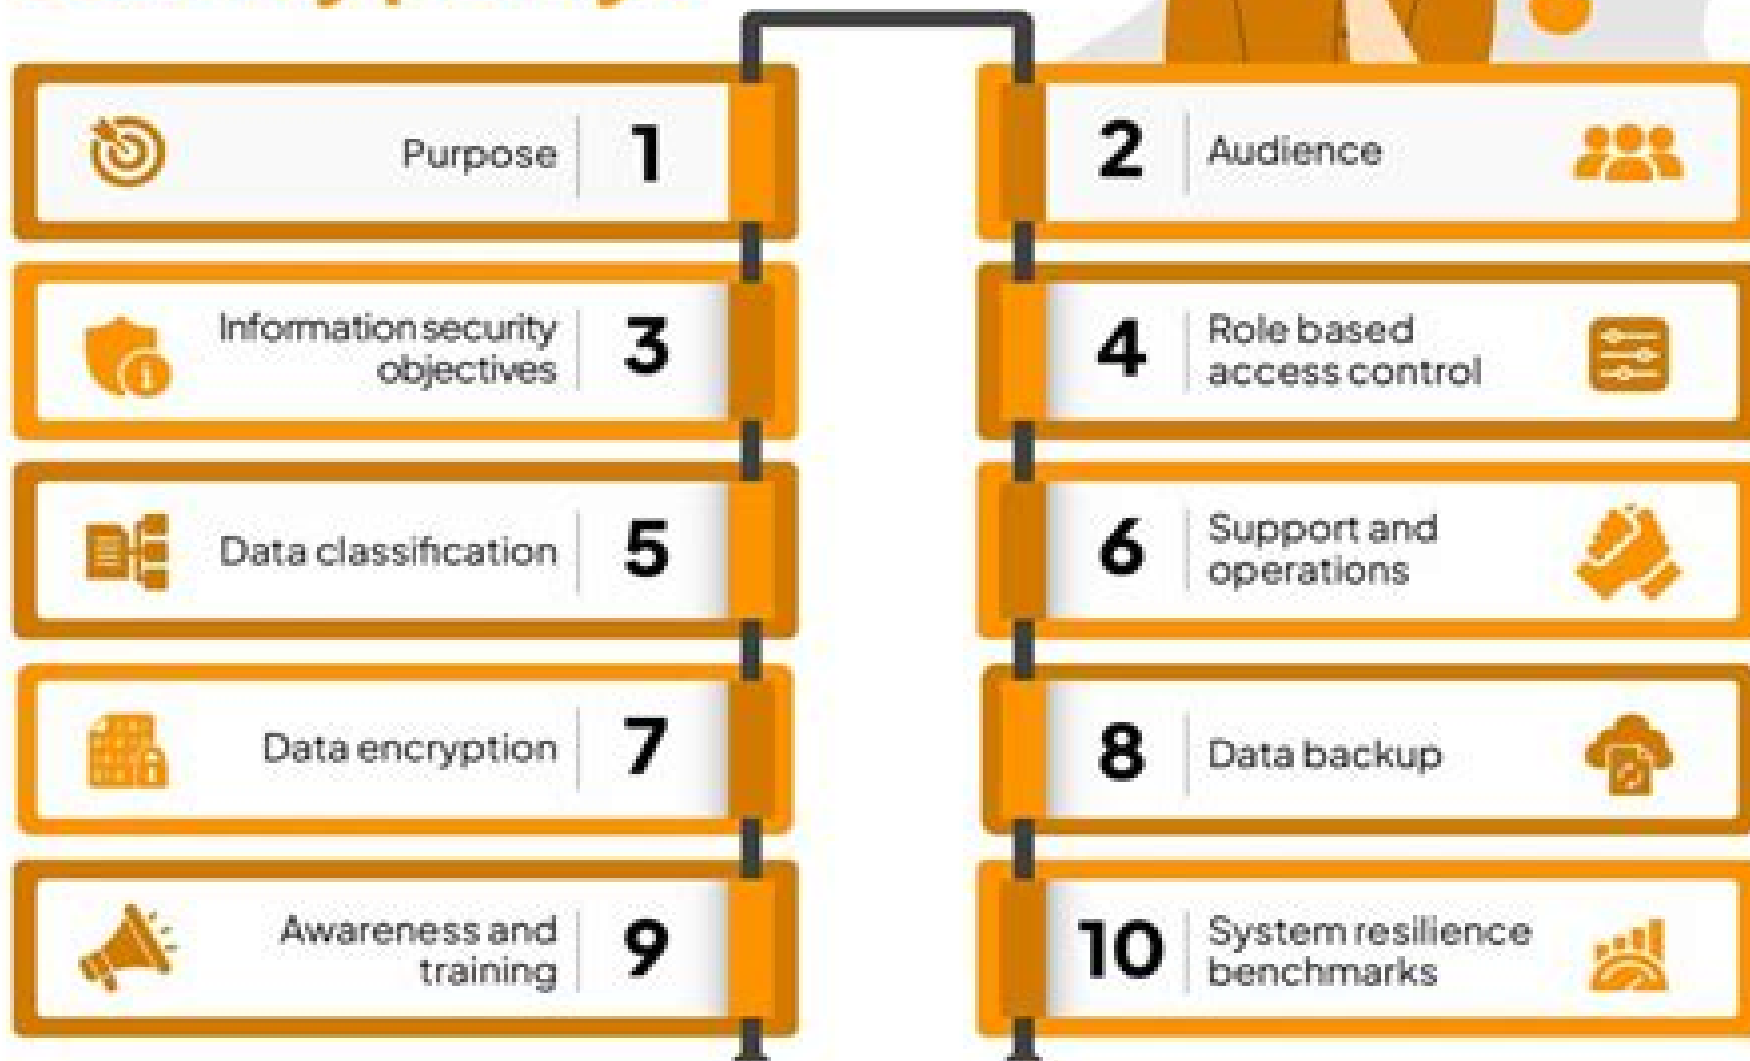 Purpose
1
2
Audience
Information security
objectives
3
4
Role based
access control
Data classification
5
6
Support and
operations
Data encryption
7
8
Data backup
Awareness and
training
9
10
System resilience
benchmarks